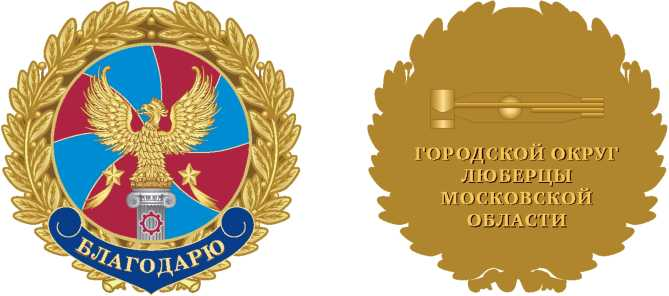 БЛАГОДАРЮ
ГОРОДСКОЙ ОКРУГ
ЛЮБЕРЦЫ
МОСКОВСКОЙ
ОБЛАСТИ